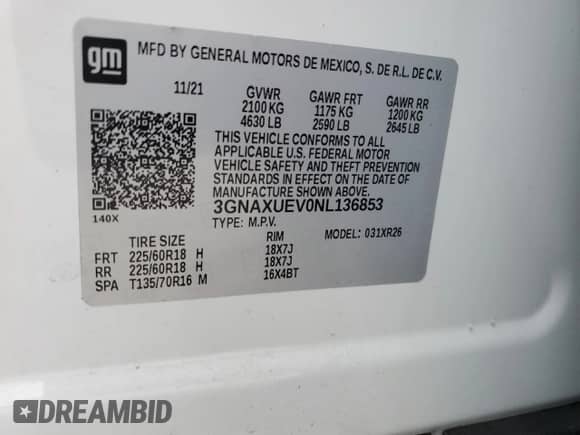 gm
MFD BY GENERAL MOTORS DE MEXICO, S. DE R.L. DE C.V.
11/21 GVWR GAWR FRT GAWR RR
2100 KG 1175 KG 1200 KG
4630 LB 2590 LB 2645 LB
THIS VEHICLE CONFORMS TO ALL
APPLICABLE U.S. FEDERAL MOTOR
VEHICLE SAFETY AND THEFT PREVENTION
STANDARDS IN EFFECT ON THE DATE OF
MANUFACTURE SHOWN ABOVE.
140X 3GNAXUEV0NL136853
TYPE: M.P.V. MODEL: 031XR26
TIRE SIZE RIM
FRT 225/60R18 H 18X7J
RR 225/60R18 H 18X7J
SPA T135/70R16 M 16X4BT
DREAMBID